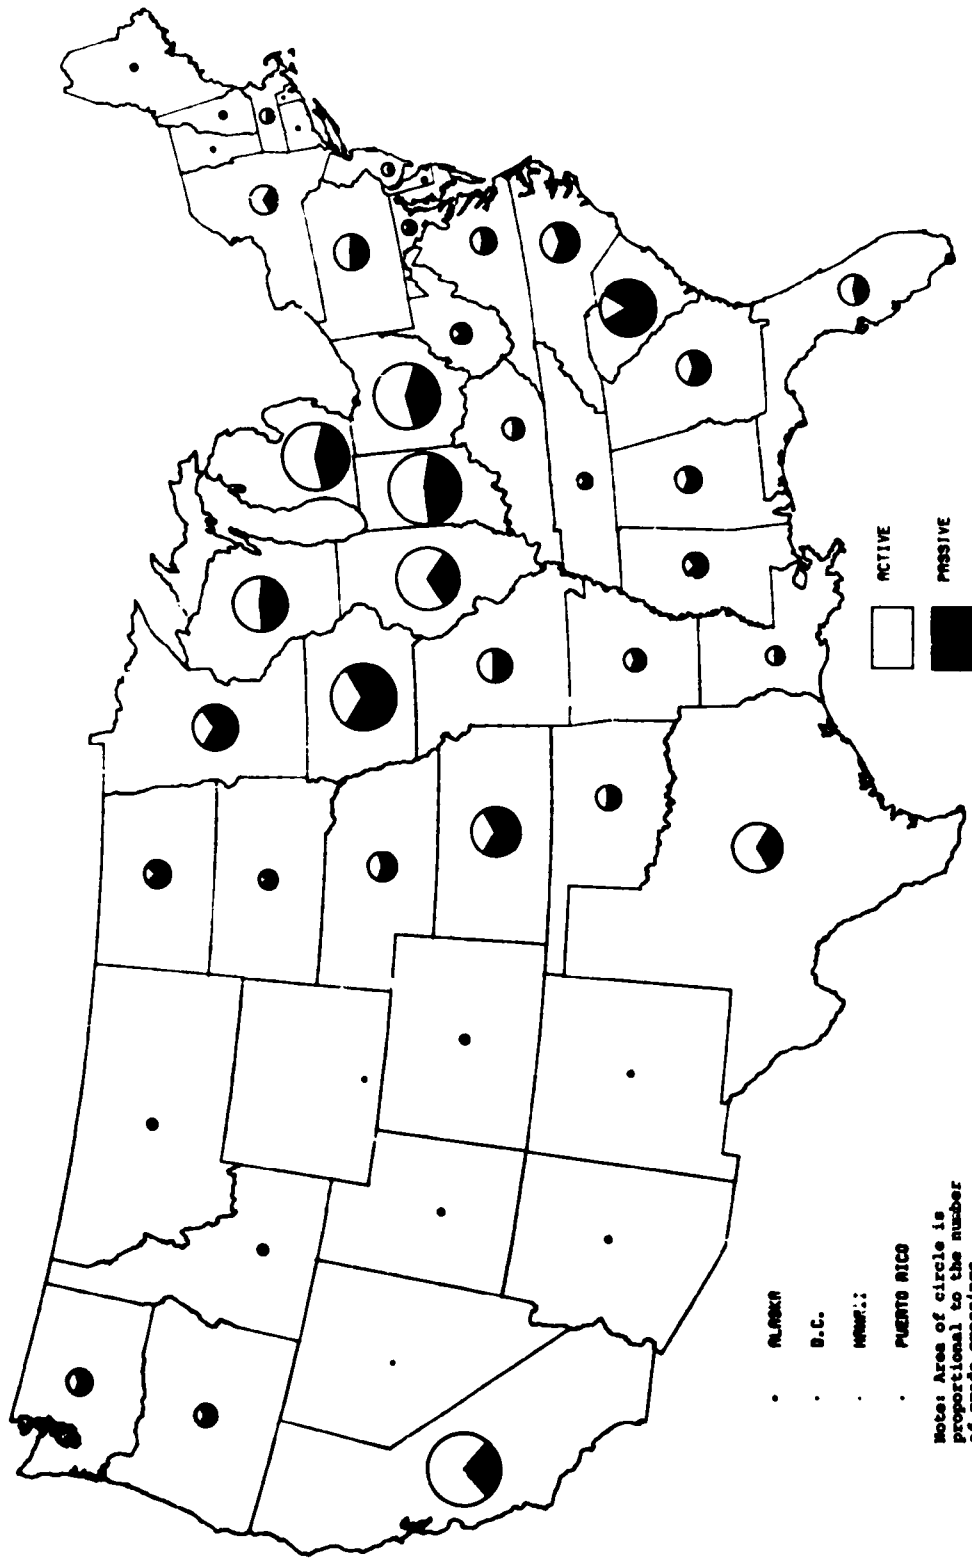 ACTIVE
PASSIVE
ALASKA
D.C.
PUERTO RICO
Note: Area of circle is
proportional to the number